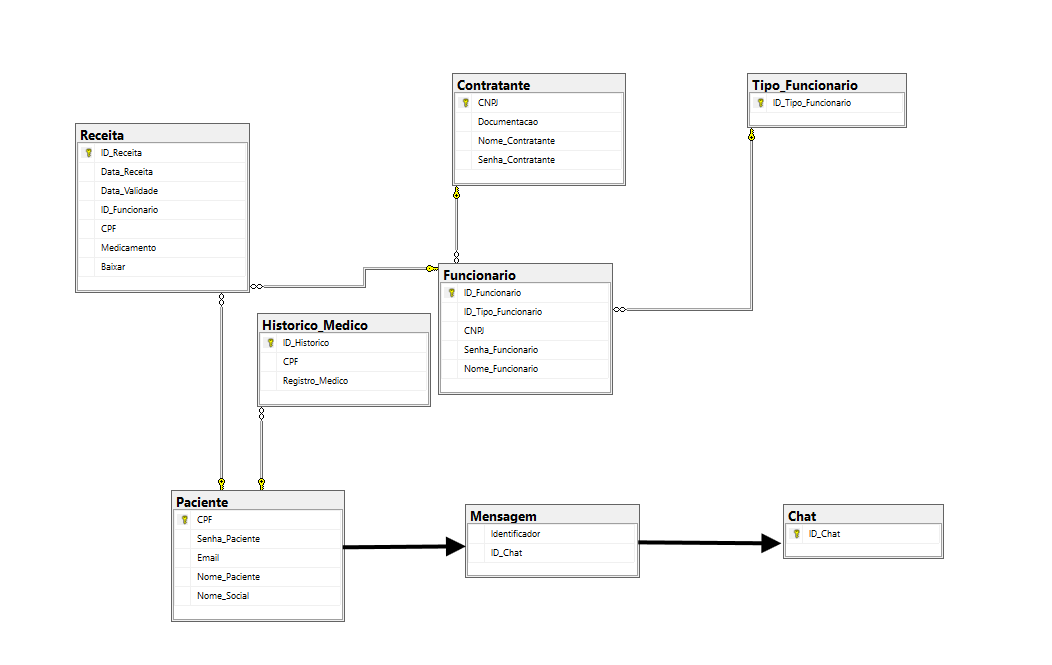 Contratante
CNPJ
Documentacao
Nome_Contratante
Senha_Contratante
Tipo_Funcionario
ID_Tipo_Funcionario
Receita
ID_Receita
Data_Receita
Data_Validade
ID_Funcionario
CPF
Medicamento
Baixar
Funcionario
ID_Funcionario
ID_Tipo_Funcionario
CNPJ
Senha_Funcionario
Nome_Funcionario
Historico_Medico
ID_Historico
CPF
Registro_Medico
Paciente
CPF
Senha_Paciente
Email
Nome_Paciente
Nome_Social
Mensagem
Identificador
ID_Chat
Chat
ID_Chat